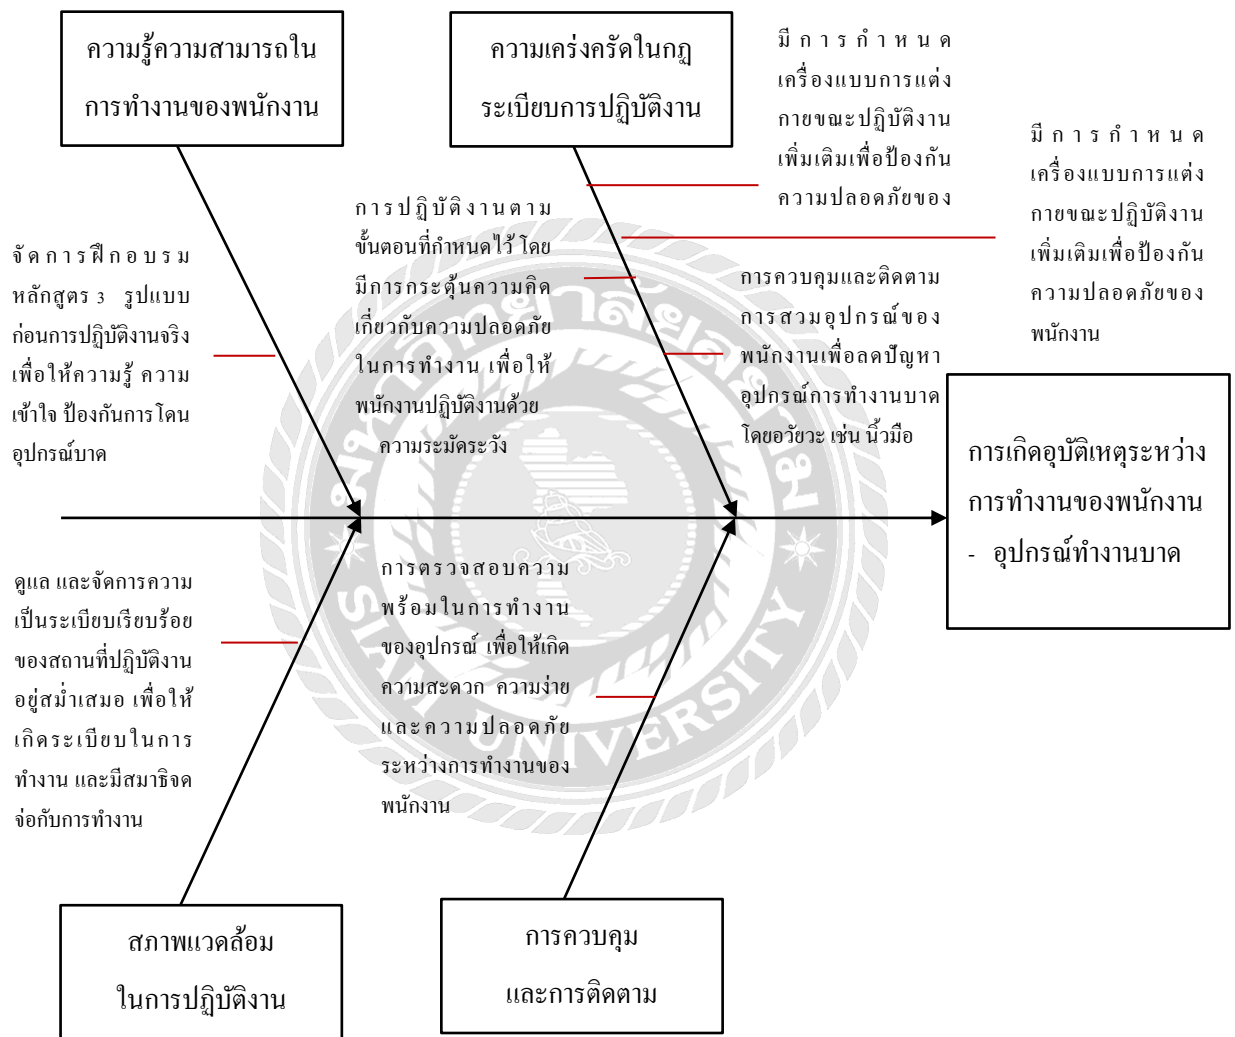 ความรู้ความสามารถใน
การทำงานของพนักงาน
ความเคร่งครัดในกฎ
ระเบียบการปฏิบัติงาน
มีการกำหนด
เครื่องแบบการแต่ง
กายขณะปฏิบัติงาน
เพิ่มเติมเพื่อป้องกัน
ความปลอดภัยของ
มีการกำหนด
เครื่องแบบการแต่ง
กายขณะปฏิบัติงาน
เพิ่มเติมเพื่อป้องกัน
ความปลอดภัยของ
พนักงาน
จัดการฝึกอบรม
หลักสูตร 3 รูปแบบ
ก่อนการปฏิบัติงานจริง
เพื่อให้ความรู้ ความ
เข้าใจ ป้องกันการโดน
อุปกรณ์บาด
การปฏิบัติงานตาม
ขั้นตอนที่กำหนดไว้ โดย
มีการกระตุ้นความคิด
เกี่ยวกับความปลอดภัย
ในการทำงาน เพื่อให้
พนักงานปฏิบัติงานด้วย
ความระมัดระวัง
การควบคุมและติดตาม
การสวมอุปกรณ์ของ
พนักงานเพื่อลดปัญหา
อุปกรณ์การทำงานบาด
โดยอวัยวะ เช่น นิ้วมือ
การเกิดอุบัติเหตุระหว่าง
การทำงานของพนักงาน
- อุปกรณ์ทำงานบาด
ดูแล และจัดการความ
เป็นระเบียบเรียบร้อย
ของสถานที่ปฏิบัติงาน
อยู่สม่ำเสมอ เพื่อให้
เกิดระเบียบในการ
ทำงาน และมีสมาธิจด
จ่อกับการทำงาน
การตรวจสอบความ
พร้อมในการทำงาน
ของอุปกรณ์ เพื่อให้เกิด
ความสะดวก ความง่าย
และความปลอดภัย
ระหว่างการทำงานของ
พนักงาน
สภาพแวดล้อม
ในการปฏิบัติงาน
การควบคุม
และการติดตาม
มหาวิทยาลัยสยาม
SIAM UNIVERSITY